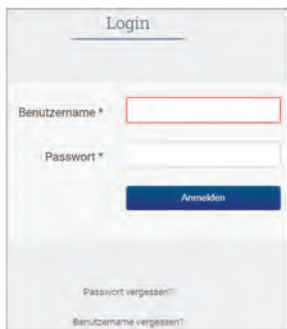 Login
Benutzername *
Passwort *
Anmelden
Passwort vergessen?
Benutzername vergessen?